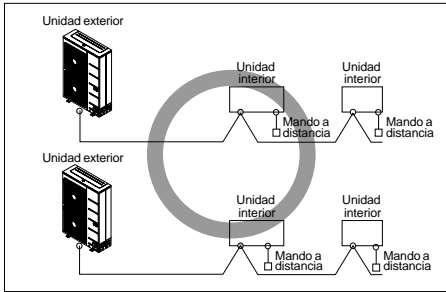 Unidad exterior
Unidad
interior
Unidad
interior
Mando a
distancia
Mando a
distancia
Unidad exterior
Unidad
interior
Unidad
interior
Mando a
distancia
Mando a
distancia